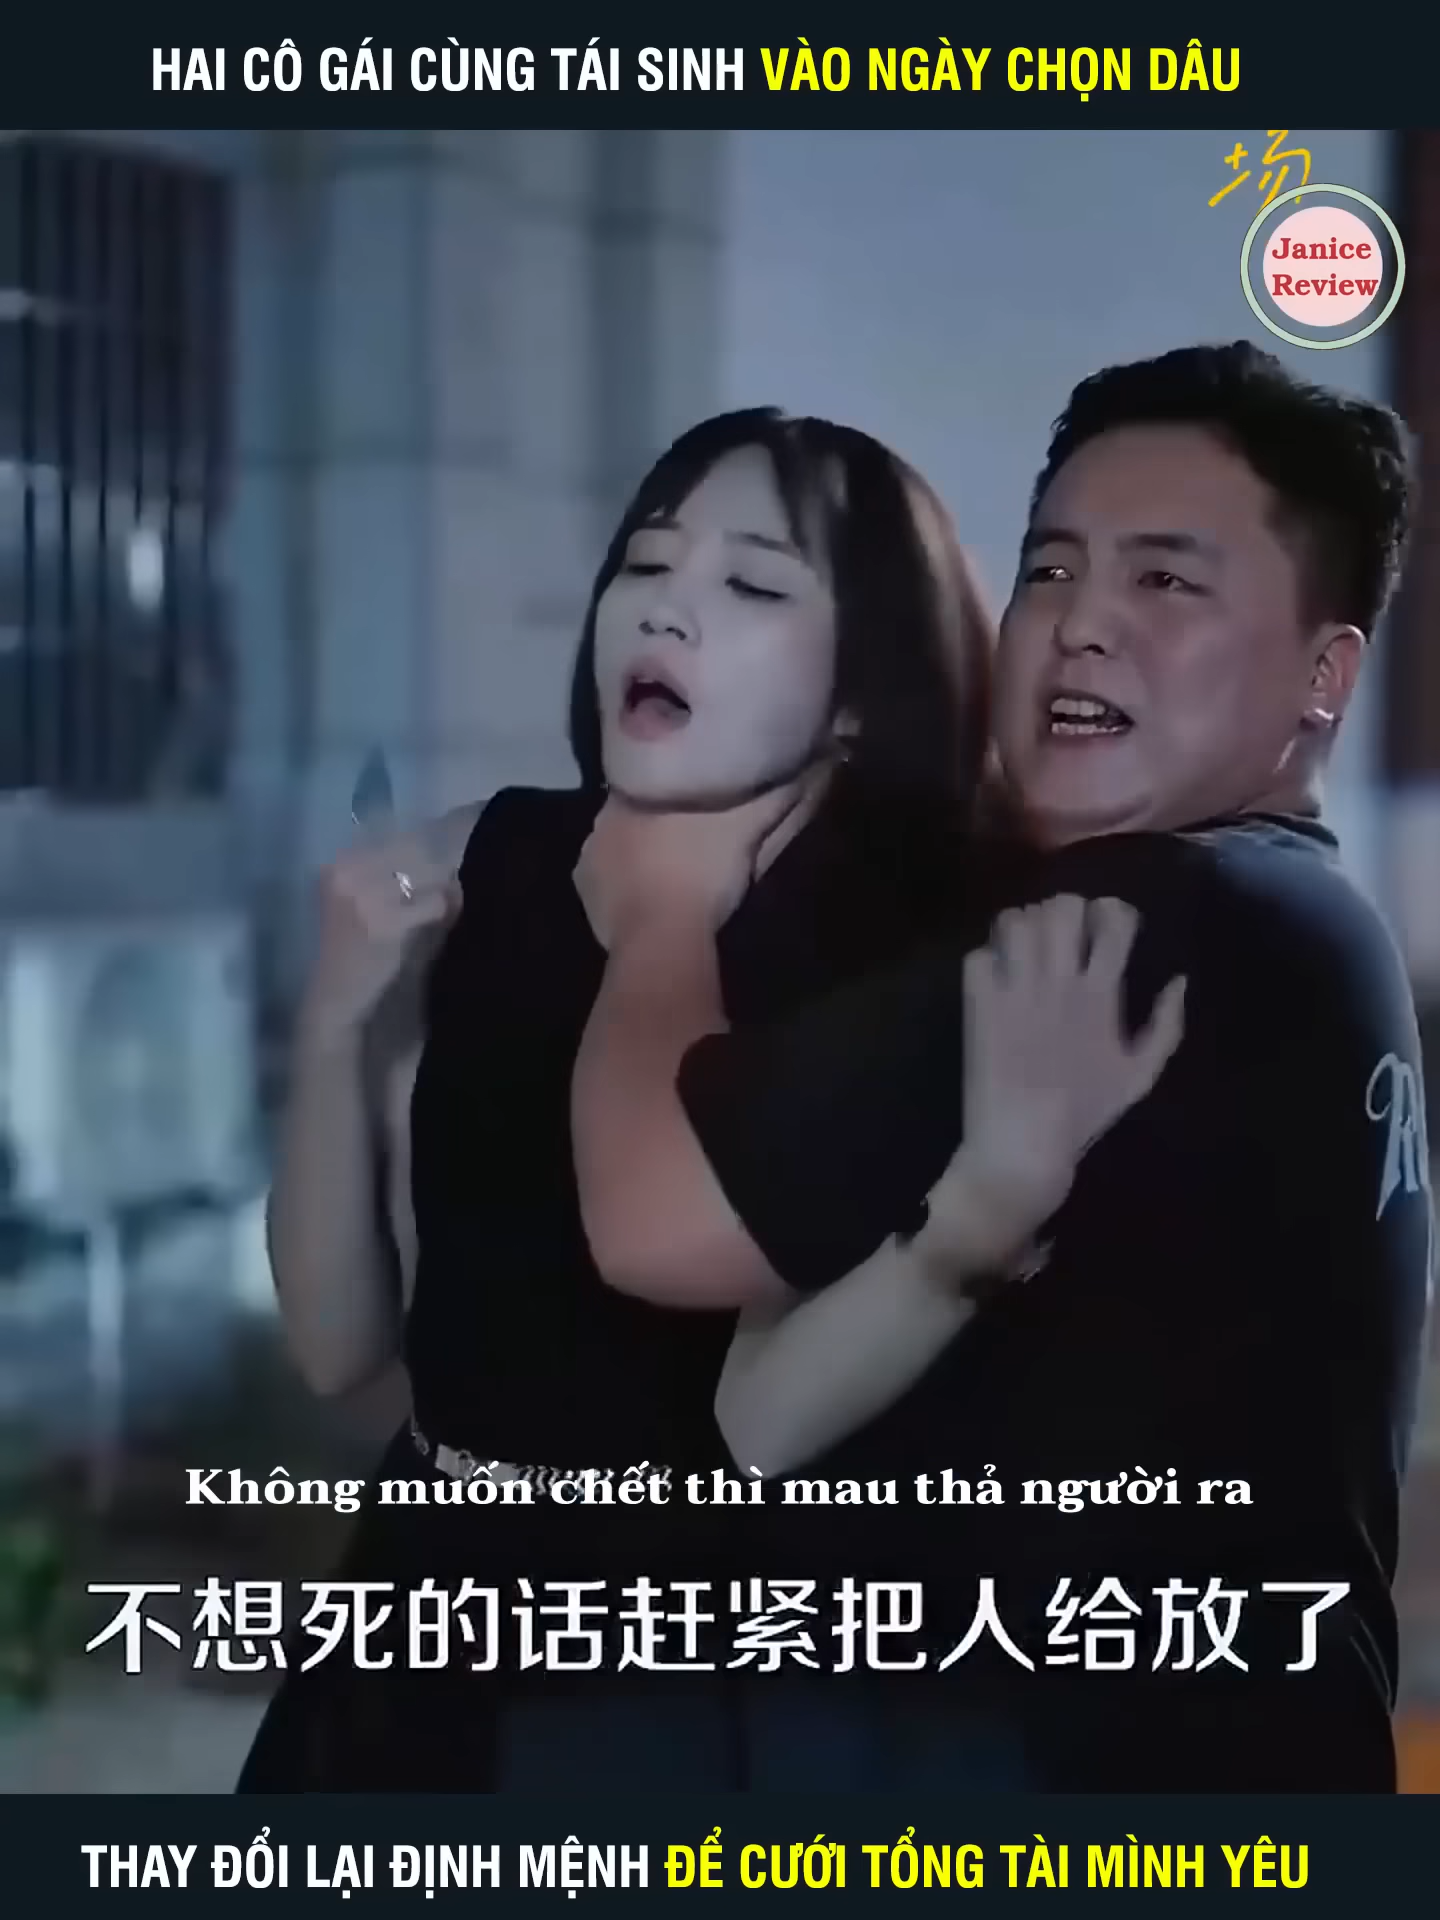 HAI CÔ GÁI CÙNG TÁI SINH VÀO NGÀY CHỌN DÂU
场
Janice
Review
Không muốn chết thì mau thả người ra
不想死的话赶紧把人给放了
THAY ĐỔI LẠI ĐỊNH MỆNH ĐỂ CƯỚI TỔNG TÀI MÌNH YÊU